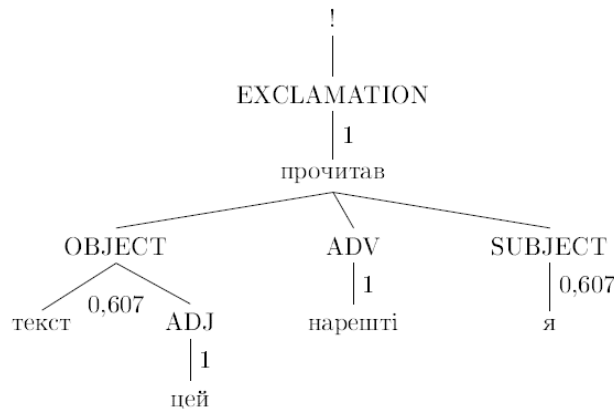 !
EXCLAMATION
1
прочитав
OBJECT ADV SUBJECT
0,607 1 0,607
текст ADJ нарешті я
1
цей